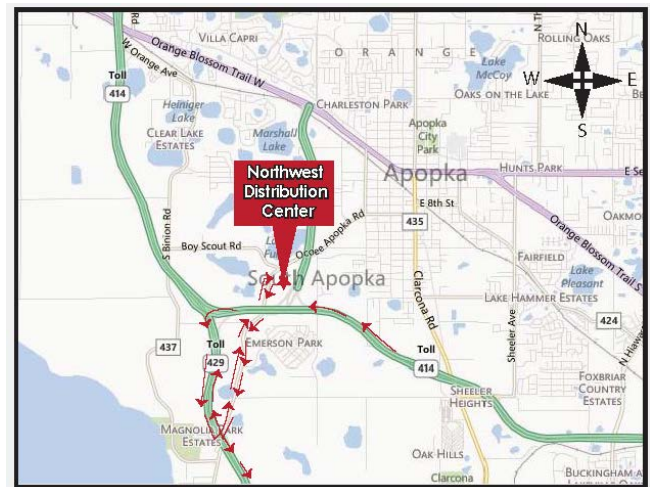 VILLA CAPRI
Rd
W Orange Ave
Orange Blossom Trail W
ORANGE
Lake
McCoy
ROLLING OAKS
N
W
E
S
OAKS ON THE LAKE
Toll
414
Heiniger
Lake
CLEAR LAKE
ESTATES
Marshall
Lake
CHARLESTON PARK
Apopka
City
Park
Northwest
Distribution
Center
Apopka
HUNTS PARK
E 8th St
435
S Binion Rd
Boy Scout Rd
Ocoee Apopka Rd
South Apopka
Clarcona Rd
Orange Blossom Trail S
FAIRFIELD
Lake
Pleasant
LAKE HAMMER ESTATES
Sheeler Ave
424
437
Toll
429
EMERSON PARK
Toll
414
SHEELER
HEIGHTS
FOXBRIAR
COUNTRY
ESTATES
MAGNOLIA PARK
ESTATES
OAK HILLS
Clarcona
BUCKINGHAM A